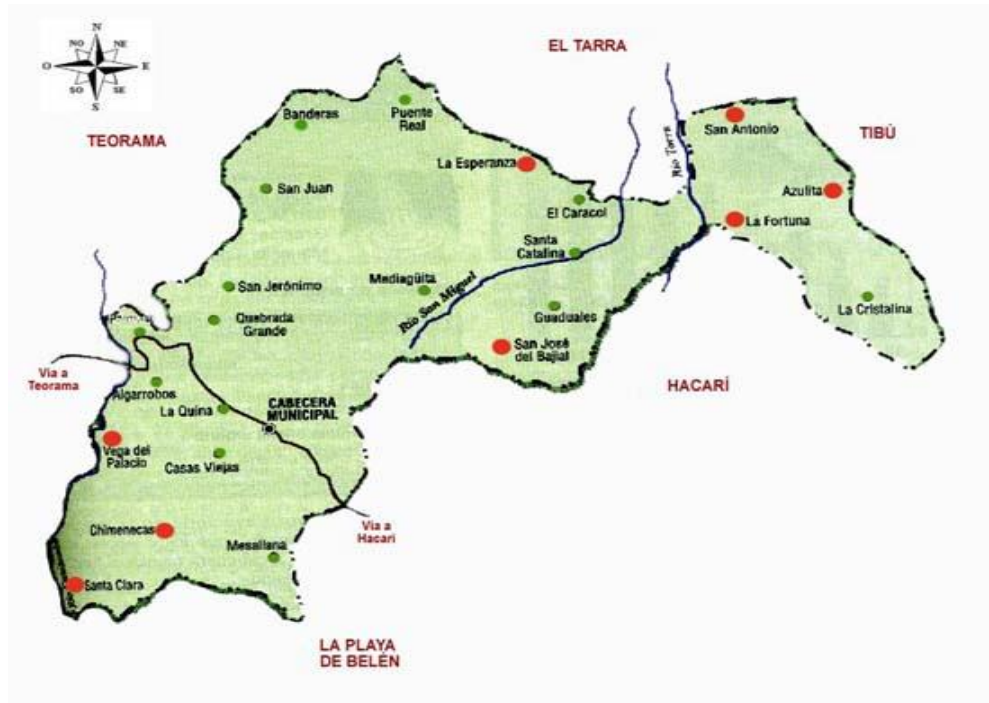 N
NO
NE
O
E
SO
SE
S
EL TARRA
TEORAMA
TIBÚ
Banderas
Puente
Real
San Antonio
Río Tarra
La Esperanza
San Juan
Azulita
El Caracol
La Fortuna
Santa
Catalina
San Jerónimo
Mediagüita
Río San Miguel
La Cristalina
Quebrada
Grande
Guaduales
San José
del Bajial
Vía a
Teorama
HACARÍ
Algarrobos
La Quina
CABECERA
MUNICIPAL
Vega del
Palacio
Casas Viejas
Chimenecas
Vía a
Hacarí
Mesallana
Santa Clara
LA PLAYA
DE BELÉN